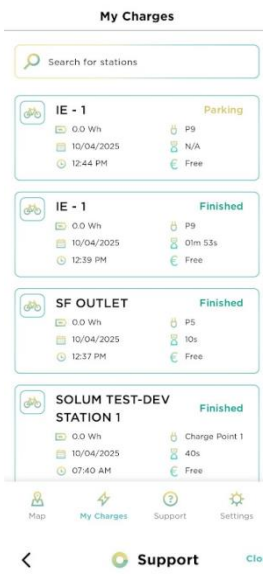 My Charges
Search for stations
IE - 1 Parking
0.0 Wh P9
10/04/2025 N/A
12:44 PM Free
IE - 1 Finished
0.0 Wh P9
10/04/2025 01m 53s
12:39 PM Free
SF OUTLET Finished
0.0 Wh P5
10/04/2025 10s
12:37 PM Free
SOLUM TEST-DEV
STATION 1 Finished
0.0 Wh Charge Point 1
10/04/2025 40s
07:40 AM Free
Map My Charges Support Settings
Support Clo